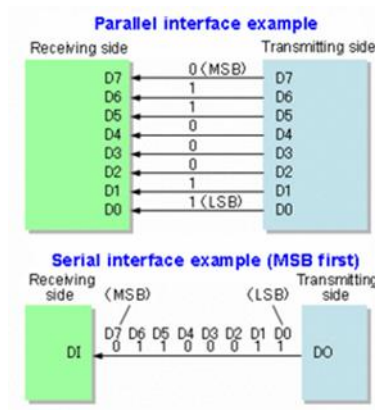 Parallel interface example
Receiving side Transmitting side
D7 0 (MSB) D7
D6 1 D6
D5 1 D5
D4 0 D4
D3 0 D3
D2 0 D2
D1 1 D1
D0 1 (LSB) D0
Serial interface example (MSB first)
Receiving side Transmitting side
(MSB) (LSB)
D7 D6 D5 D4 D3 D2 D1 D0
0 1 1 0 0 0 1 1
DI DO